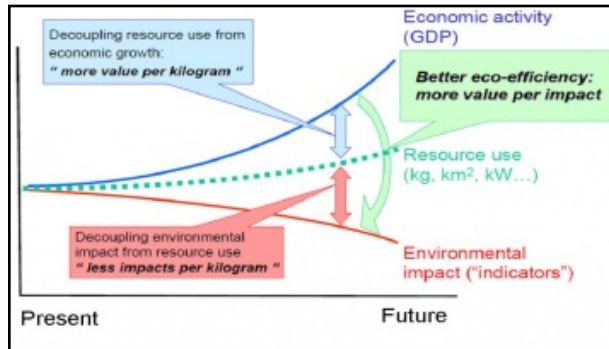 Economic activity
(GDP)
Decoupling resource use from
economic growth:
" more value per kilogram "
Better eco-efficiency:
more value per impact
Resource use
(kg, km², kW...)
Decoupling environmental
impact from resource use
" less impacts per kilogram "
Environmental
impact ("indicators")
Present
Future